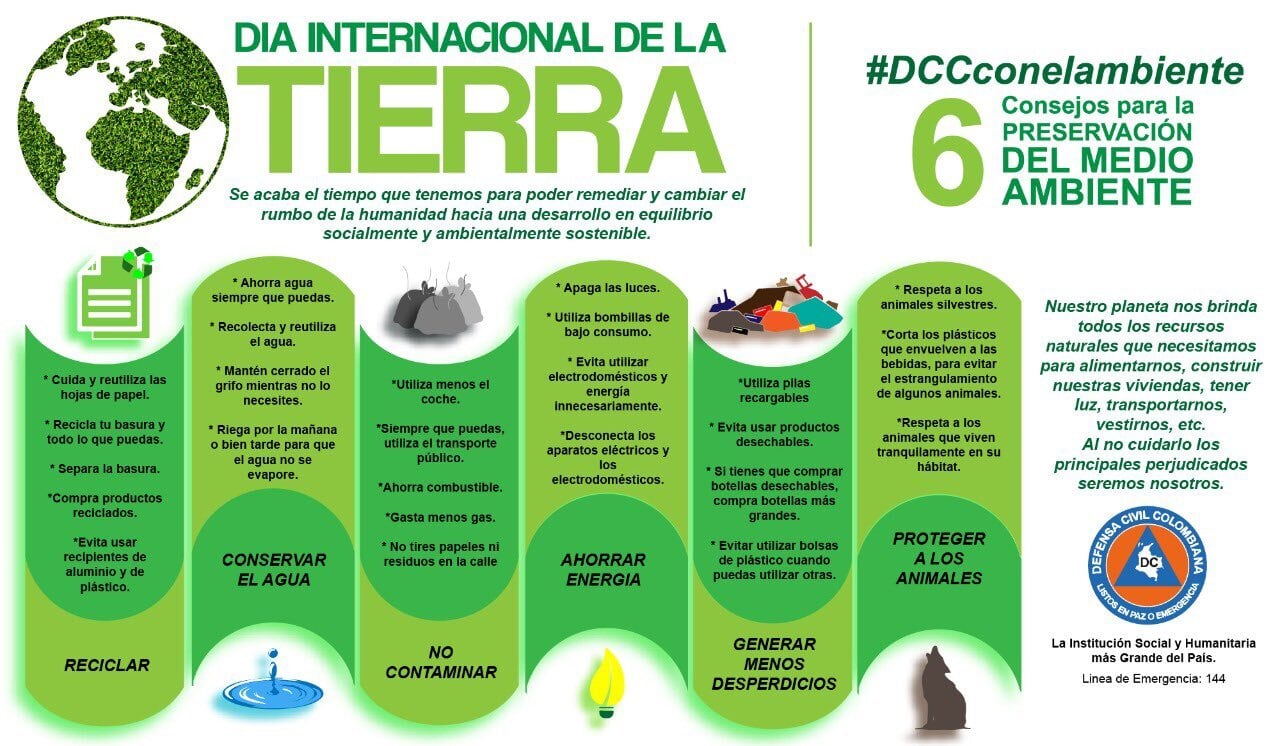 DIA INTERNACIONAL DE LA
TIERRA
Se acaba el tiempo que tenemos para poder remediar y cambiar el
rumbo de la humanidad hacia una desarrollo en equilibrio
socialmente y ambientalmente sostenible.
#DCCconelambiente
6
Consejos para la
PRESERVACIÓN
DEL MEDIO
AMBIENTE
* Cuida y reutiliza las
hojas de papel.
* Recicla tu basura y
todo lo que puedas.
* Separa la basura.
*Compra productos
reciclados.
*Evita usar
recipientes de
aluminio y de
plástico.
RECICLAR
* Ahorra agua
siempre que puedas.
* Recolecta y reutiliza
el agua.
* Mantén cerrado el
grifo mientras no lo
necesites.
* Riega por la mañana
o bien tarde para que
el agua no se
evapore.
CONSERVAR
EL AGUA
*Utiliza menos el
coche.
*Siempre que puedas,
utiliza el transporte
público.
*Ahorra combustible.
*Gasta menos gas.
* No tires papeles ni
residuos en la calle
NO
CONTAMINAR
* Apaga las luces.
* Utiliza bombillas de
bajo consumo.
* Evita utilizar
electrodomésticos y
energía
innecesariamente.
*Desconecta los
aparatos eléctricos y
los
electrodomésticos.
AHORRAR
ENERGIA
*Utiliza pilas
recargables
* Evita usar productos
desechables.
* Si tienes que comprar
botellas desechables,
compra botellas más
grandes.
* Evitar utilizar bolsas
de plástico cuando
puedas utilizar otras.
GENERAR
MENOS
DESPERDICIOS
* Respeta a los
animales silvestres.
*Corta los plásticos
que envuelven a las
bebidas, para evitar
el estrangulamiento
de algunos animales.
*Respeta a los
animales que viven
tranquilamente en su
hábitat.
PROTEGER
A LOS
ANIMALES
Nuestro planeta nos brinda
todos los recursos
naturales que necesitamos
para alimentarnos, construir
nuestras viviendas, tener
luz, transportarnos,
vestirnos, etc.
Al no cuidarlo los
principales perjudicados
seremos nosotros.
DEFENSA CIVIL COLOMBIANA
DC
LISTOS EN PAZ O EMERGENCIA
La Institución Social y Humanitaria
más Grande del País.
Linea de Emergencia: 144